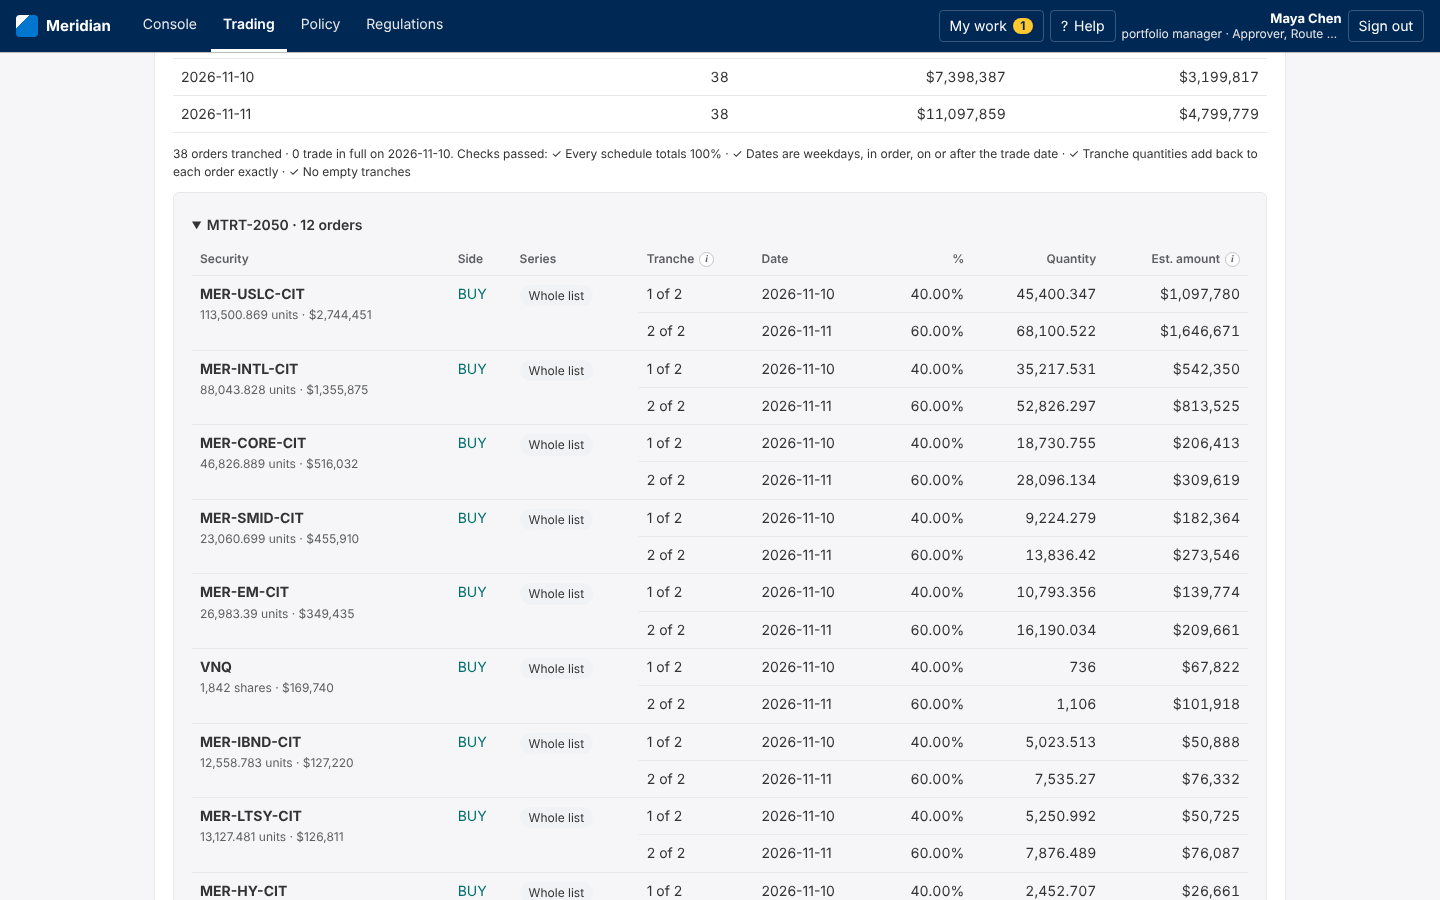 Meridian Console Trading Policy Regulations My work 1 ? Help Maya Chen Sign out
portfolio manager · Approver, Route ...
2026-11-10 38 $7,398,387 $3,199,817
2026-11-11 38 $11,097,859 $4,799,779
38 orders tranched · 0 trade in full on 2026-11-10. Checks passed: ✓ Every schedule totals 100% · ✓ Dates are weekdays, in order, on or after the trade date · ✓ Tranche quantities add back to
each order exactly · ✓ No empty tranches
▼ MTRT-2050 · 12 orders
Security Side Series Tranche i Date % Quantity Est. amount i
MER-USLC-CIT BUY Whole list 1 of 2 2026-11-10 40.00% 45,400.347 $1,097,780
113,500.869 units · $2,744,451
2 of 2 2026-11-11 60.00% 68,100.522 $1,646,671
MER-INTL-CIT BUY Whole list 1 of 2 2026-11-10 40.00% 35,217.531 $542,350
88,043.828 units · $1,355,875
2 of 2 2026-11-11 60.00% 52,826.297 $813,525
MER-CORE-CIT BUY Whole list 1 of 2 2026-11-10 40.00% 18,730.755 $206,413
46,826.889 units · $516,032
2 of 2 2026-11-11 60.00% 28,096.134 $309,619
MER-SMID-CIT BUY Whole list 1 of 2 2026-11-10 40.00% 9,224.279 $182,364
23,060.699 units · $455,910
2 of 2 2026-11-11 60.00% 13,836.42 $273,546
MER-EM-CIT BUY Whole list 1 of 2 2026-11-10 40.00% 10,793.356 $139,774
26,983.39 units · $349,435
2 of 2 2026-11-11 60.00% 16,190.034 $209,661
VNQ BUY Whole list 1 of 2 2026-11-10 40.00% 736 $67,822
1,842 shares · $169,740
2 of 2 2026-11-11 60.00% 1,106 $101,918
MER-IBND-CIT BUY Whole list 1 of 2 2026-11-10 40.00% 5,023.513 $50,888
12,558.783 units · $127,220
2 of 2 2026-11-11 60.00% 7,535.27 $76,332
MER-LTSY-CIT BUY Whole list 1 of 2 2026-11-10 40.00% 5,250.992 $50,725
13,127.481 units · $126,811
2 of 2 2026-11-11 60.00% 7,876.489 $76,087
MER-HY-CIT BUY Whole list 1 of 2 2026-11-10 40.00% 2,452.707 $26,661